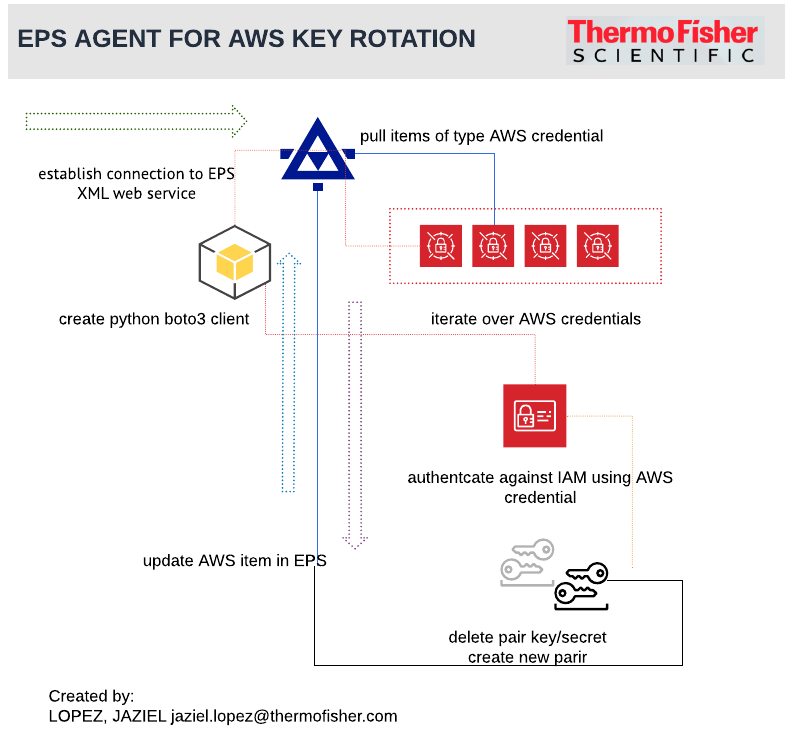 EPS AGENT FOR AWS KEY ROTATION
ThermoFisher
SCIENTIFIC
pull items of type AWS credential
establish connection to EPS
XML web service
create python boto3 client
iterate over AWS credentials
authentcate against IAM using AWS
credential
update AWS item in EPS
delete pair key/secret
create new parir
Created by:
LOPEZ, JAZIEL jaziel.lopez@thermofisher.com